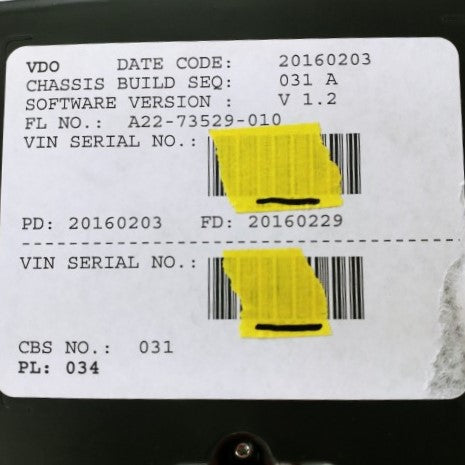 VDO DATE CODE: 20160203
CHASSIS BUILD SEQ: 031 A
SOFTWARE VERSION : V 1.2
FL NO.: A22-73529-010
VIN SERIAL NO.:
PD: 20160203 FD: 20160229
VIN SERIAL NO.:
CBS NO.: 031
PL: 034